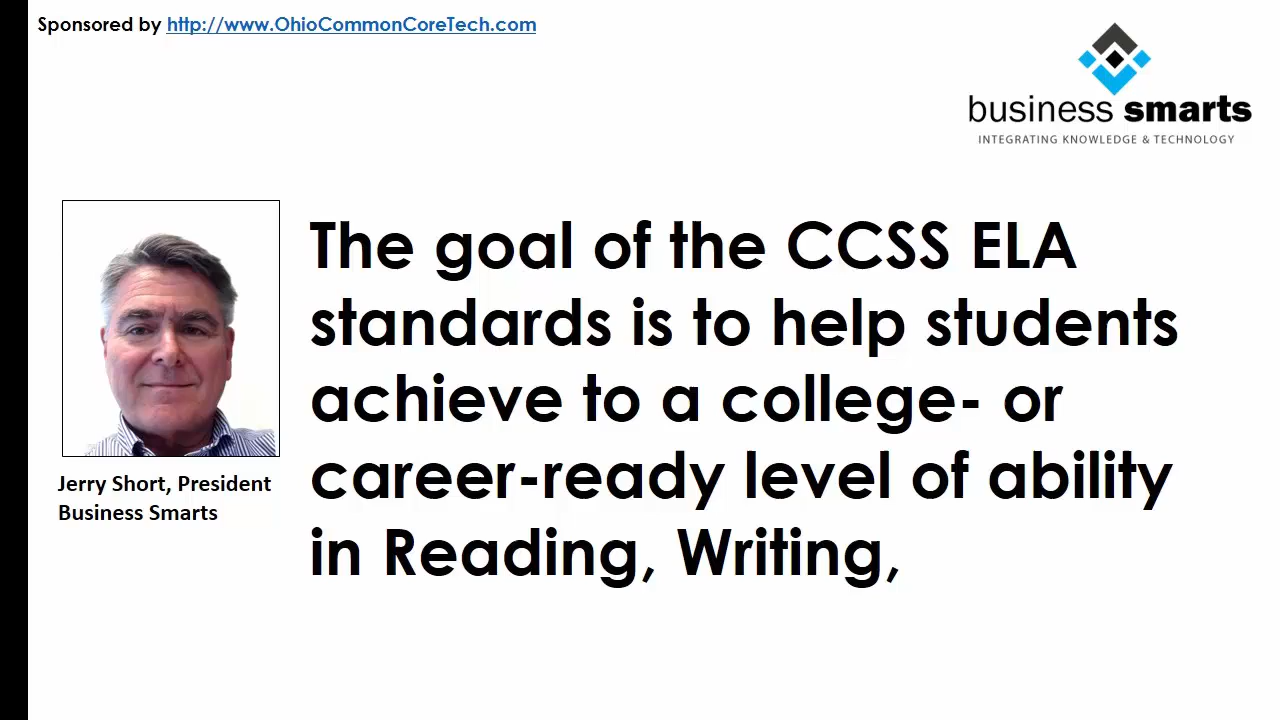 Sponsored by http://www.OhioCommonCoreTech.com
business smarts
INTEGRATING KNOWLEDGE & TECHNOLOGY
The goal of the CCSS ELA
standards is to help students
achieve to a college- or
career-ready level of ability
in Reading, Writing,
Jerry Short, President
Business Smarts